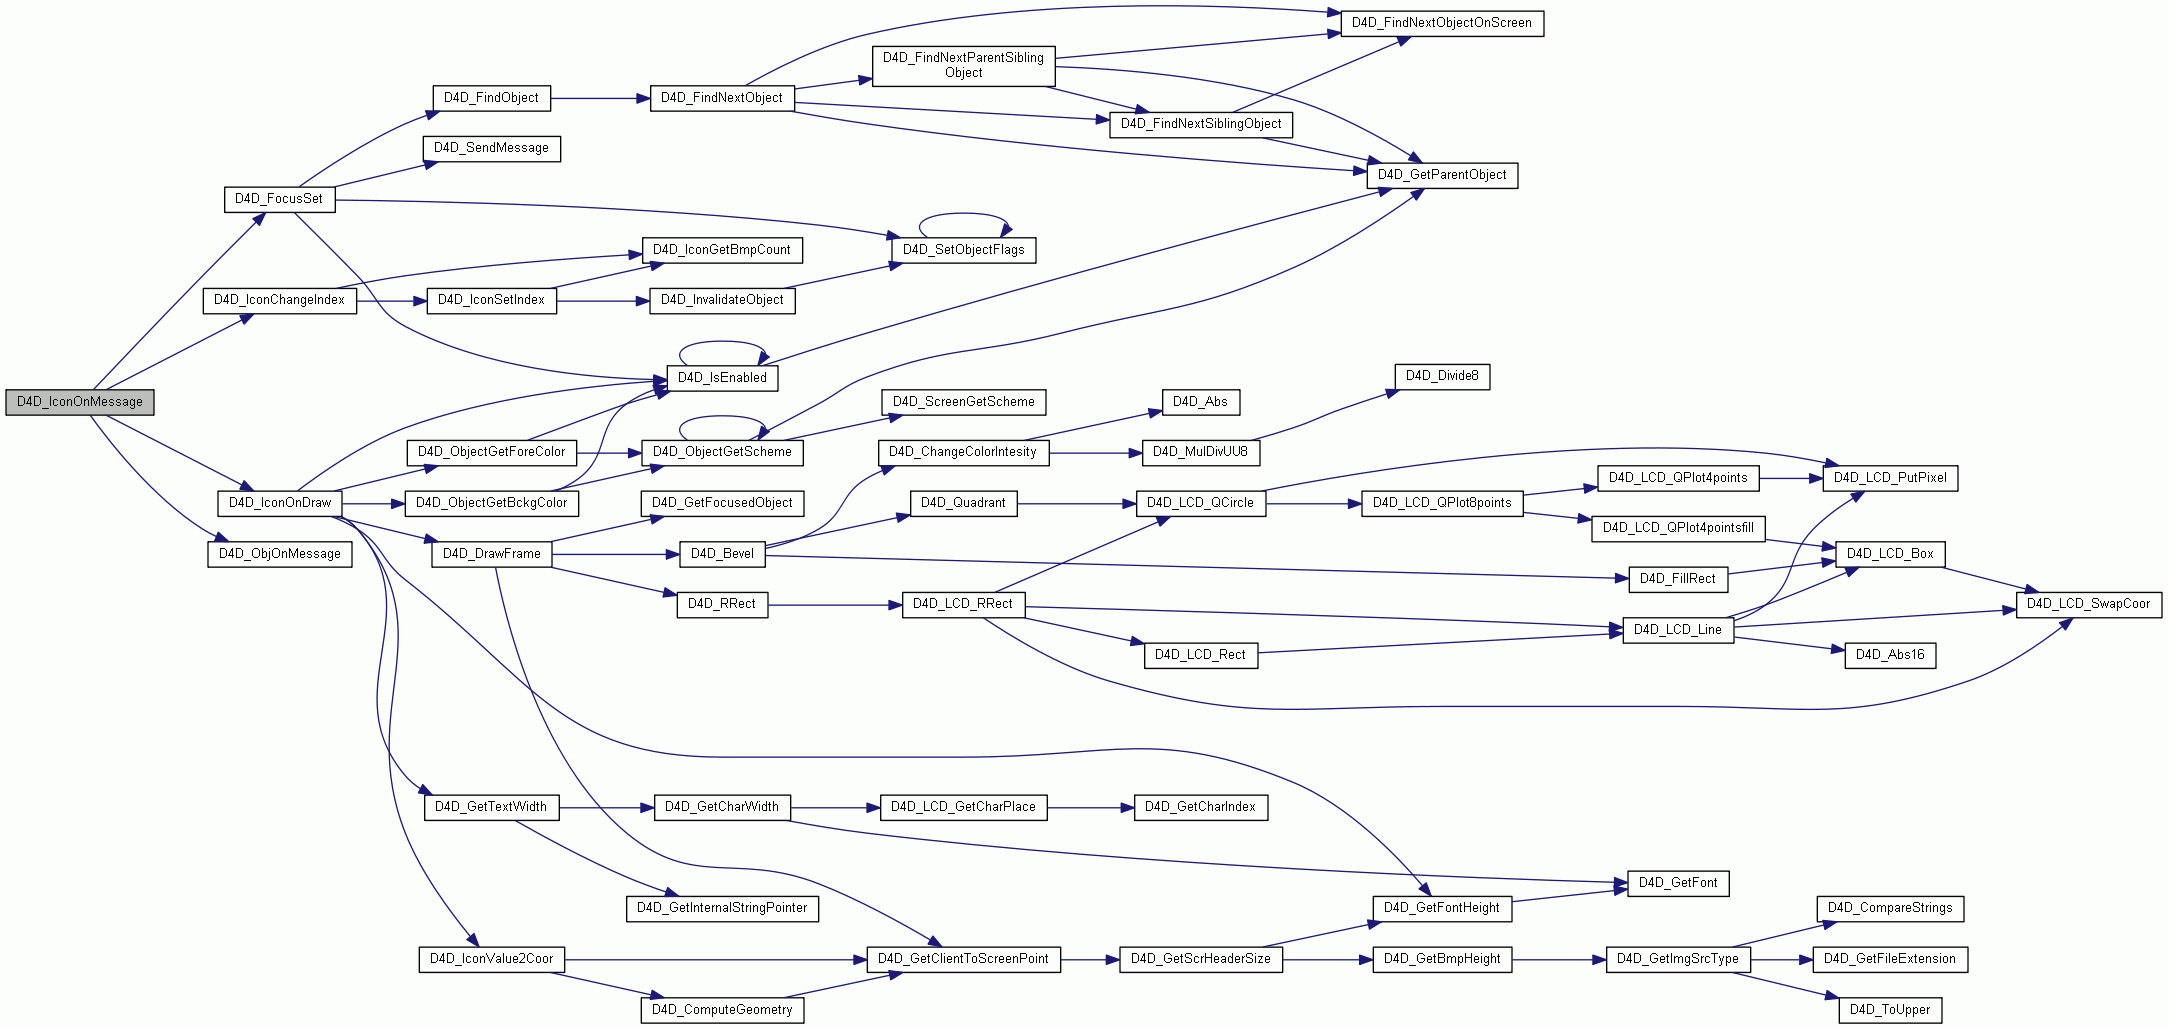 D4D_FindNextObjectOnScreen
D4D_FindNextParentSibling
Object
D4D_FindObject
D4D_FindNextObject
D4D_FindNextSiblingObject
D4D_SendMessage
D4D_GetParentObject
D4D_FocusSet
D4D_IconGetBmpCount
D4D_SetObjectFlags
D4D_IconChangeIndex
D4D_IconSetIndex
D4D_InvalidateObject
D4D_IsEnabled
D4D_Divide8
D4D_IconOnMessage
D4D_ScreenGetScheme
D4D_Abs
D4D_ObjectGetForeColor
D4D_ObjectGetScheme
D4D_ChangeColorIntesity
D4D_MulDivUU8
D4D_LCD_QPlot4points
D4D_LCD_PutPixel
D4D_IconOnDraw
D4D_ObjectGetBckgColor
D4D_GetFocusedObject
D4D_Quadrant
D4D_LCD_QCircle
D4D_LCD_QPlot8points
D4D_LCD_QPlot4pointsfill
D4D_ObjOnMessage
D4D_DrawFrame
D4D_Bevel
D4D_LCD_Box
D4D_FillRect
D4D_RRect
D4D_LCD_RRect
D4D_LCD_SwapCoor
D4D_LCD_Line
D4D_LCD_Rect
D4D_Abs16
D4D_GetTextWidth
D4D_GetCharWidth
D4D_LCD_GetCharPlace
D4D_GetCharIndex
D4D_GetFont
D4D_GetInternalStringPointer
D4D_GetFontHeight
D4D_CompareStrings
D4D_IconValue2Coor
D4D_GetClientToScreenPoint
D4D_GetScrHeaderSize
D4D_GetBmpHeight
D4D_GetImgSrcType
D4D_GetFileExtension
D4D_ComputeGeometry
D4D_ToUpper